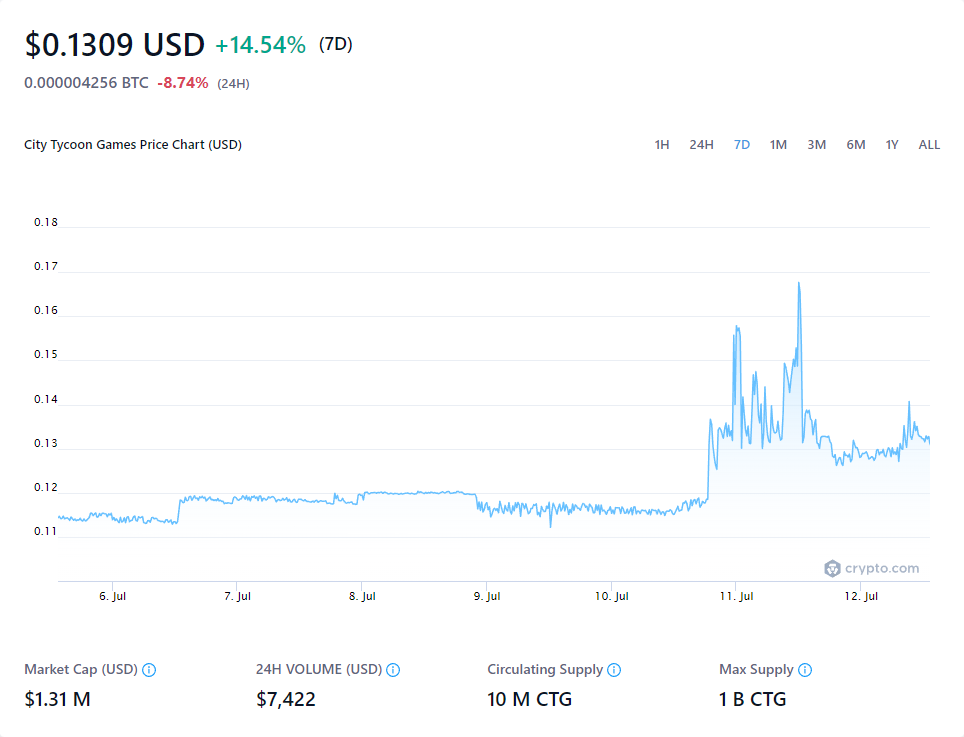 $0.1309 USD +14.54% (7D)
0.000004256 BTC -8.74% (24H)
City Tycoon Games Price Chart (USD) 1H 24H 7D 1M 3M 6M 1Y ALL
0.18
0.17
0.16
0.15
0.14
0.13
0.12
0.11
crypto.com
6. Jul 7. Jul 8. Jul 9. Jul 10. Jul 11. Jul 12. Jul
Market Cap (USD) 24H VOLUME (USD) Circulating Supply Max Supply
$1.31 M $7,422 10 M CTG 1 B CTG